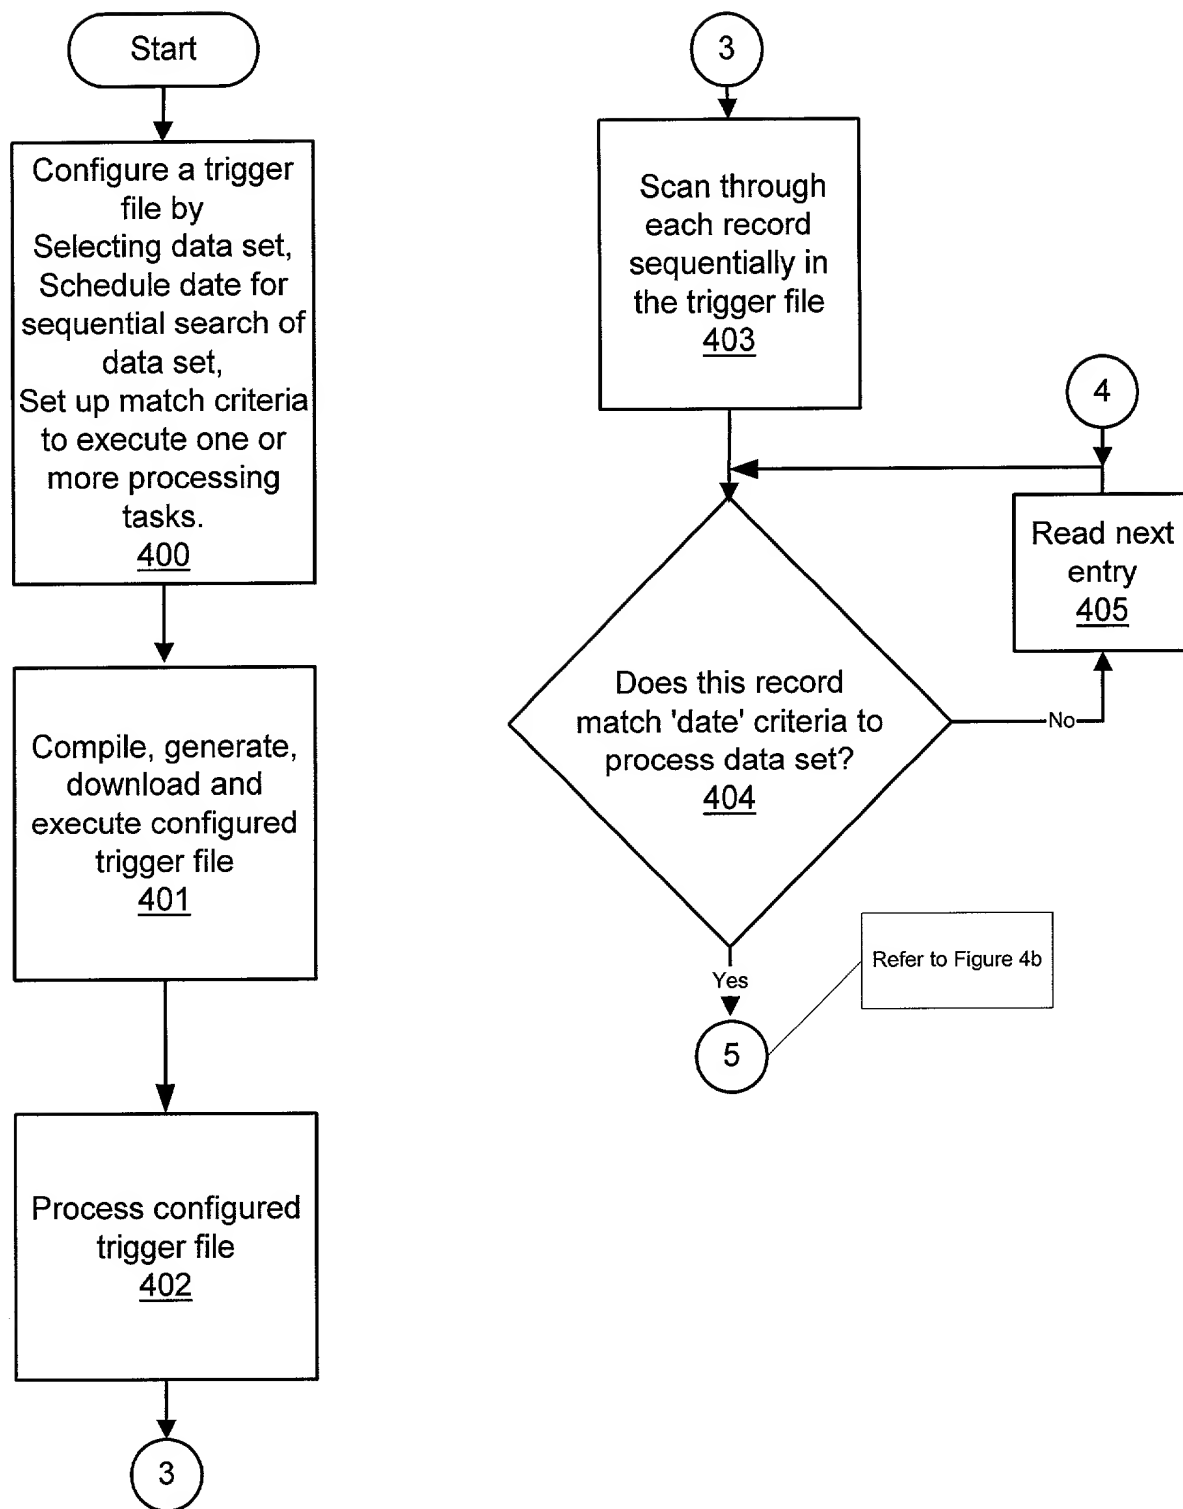 Start
Configure a trigger
file by
Selecting data set,
Schedule date for
sequential search of
data set,
Set up match criteria
to execute one or
more processing
tasks.
400
Compile, generate,
download and
execute configured
trigger file
401
Process configured
trigger file
402
3
3
Scan through
each record
sequentially in
the trigger file
403
4
Read next
entry
405
Does this record
match 'date' criteria to
process data set?
404
No
Yes
Refer to Figure 4b
5